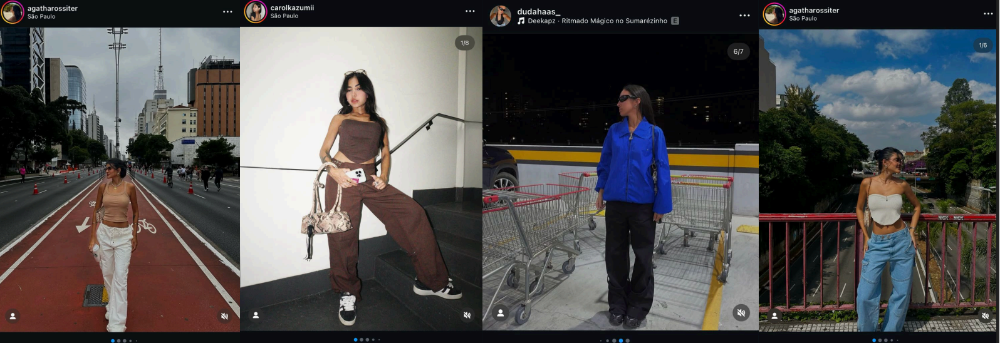 agatharossiter
São Paulo
carolkazumii
São Paulo
1/8
dudahaas_
Deekapz · Ritmado Mágico no Sumarézinho E
6/7
agatharossiter
São Paulo
1/6